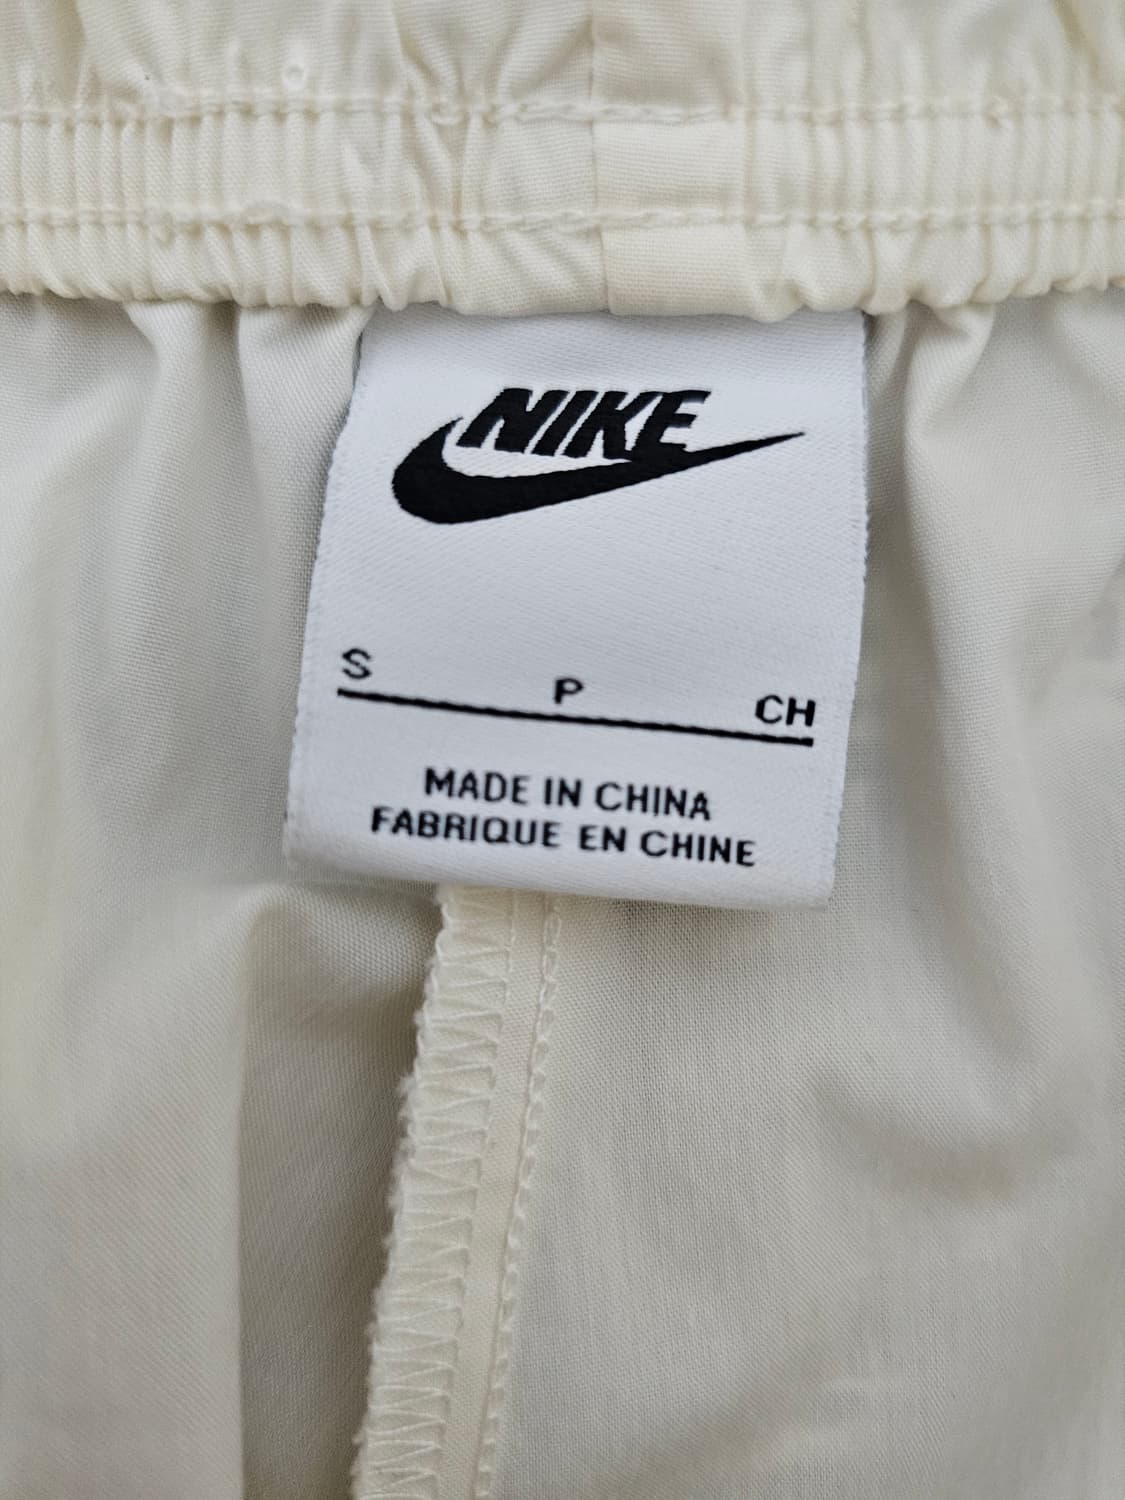 NIKE
S P CH
MADE IN CHINA
FABRIQUE EN CHINE